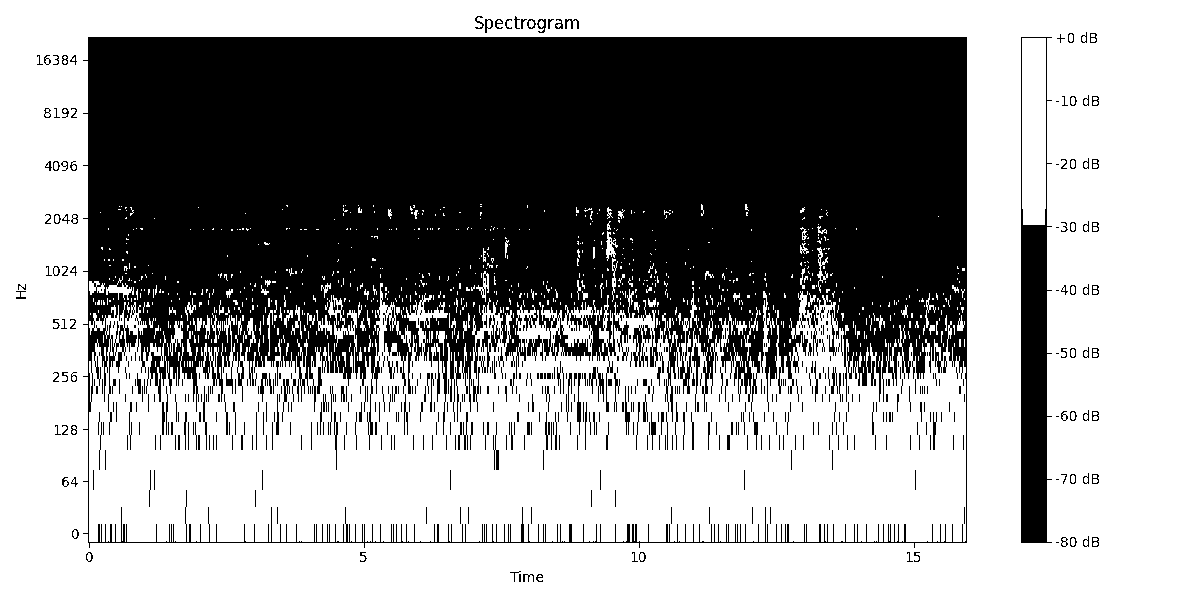 Spectrogram
16384
8192
4096
2048
1024
512
256
128
64
0
Hz
0
5
10
15
Time
+0 dB
-10 dB
-20 dB
-30 dB
-40 dB
-50 dB
-60 dB
-70 dB
-80 dB